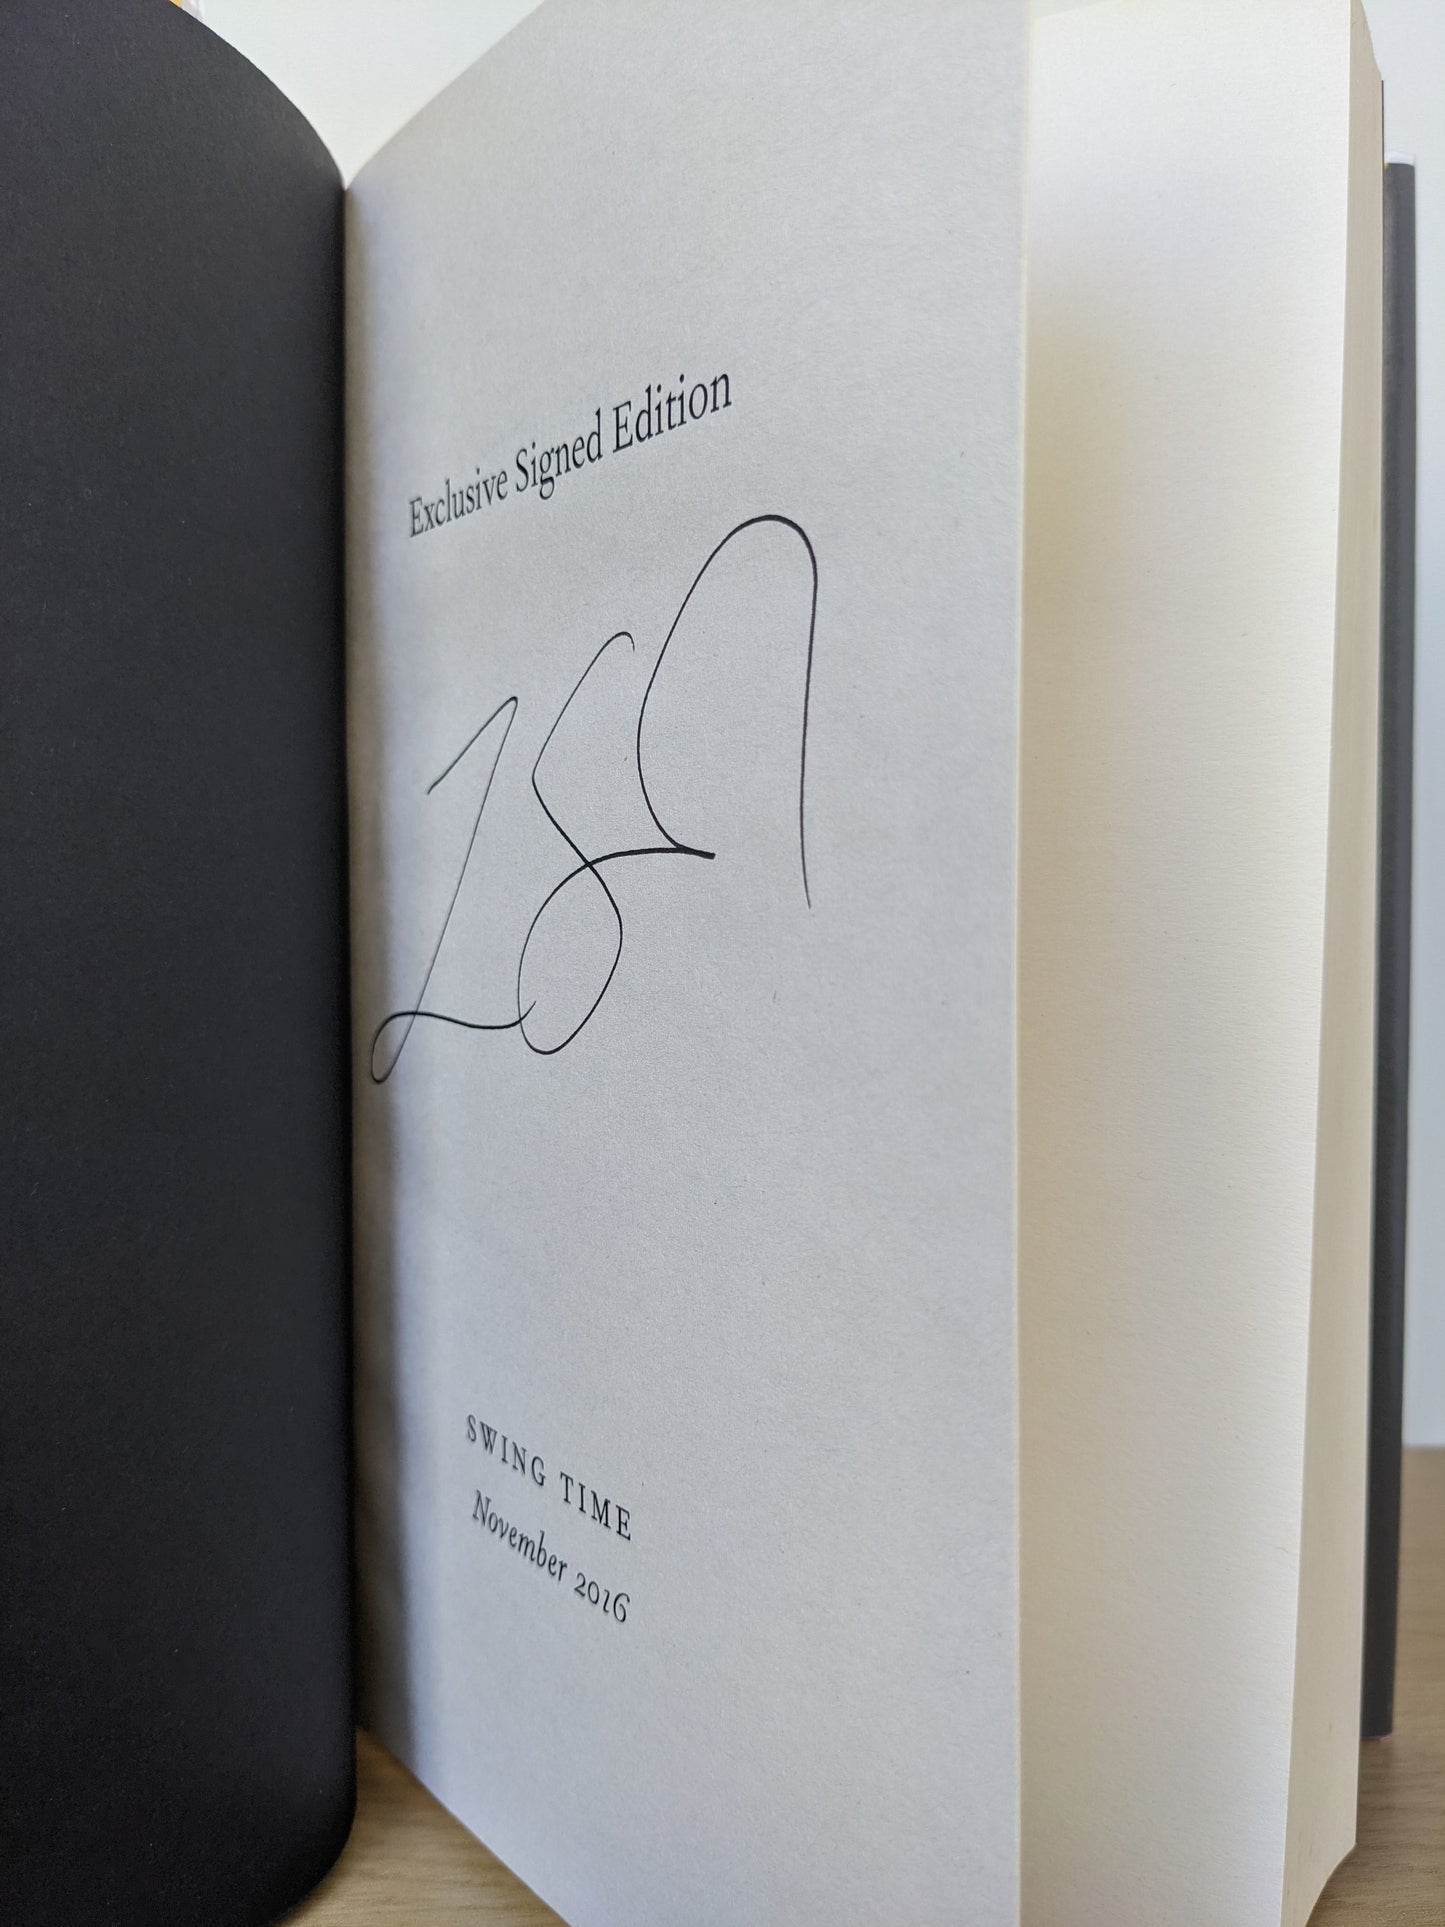 Exclusive Signed Edition
SWING TIME
November 2016